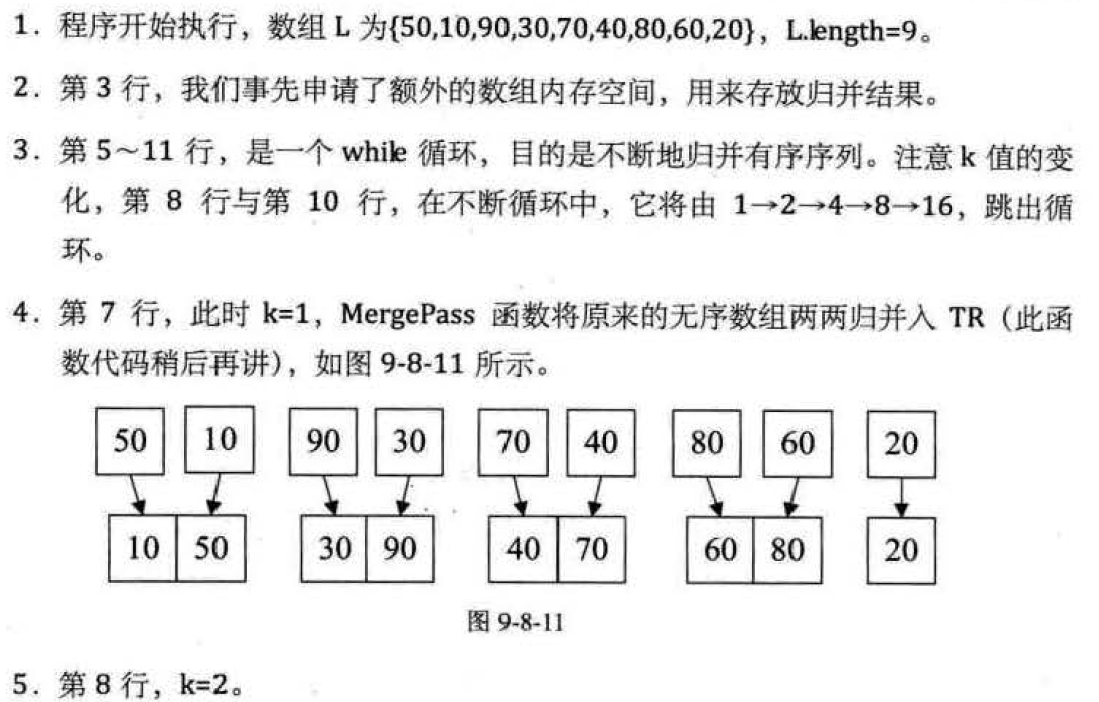 1. 程序开始执行，数组 L 为{50,10,90,30,70,40,80,60,20}，L.length=9。
2. 第 3 行，我们事先申请了额外的数组内存空间，用来存放归并结果。
3. 第 5～11 行，是一个 while 循环，目的是不断地归并有序序列。注意 k 值的变
化，第 8 行与第 10 行，在不断循环中，它将由 1→2→4→8→16，跳出循
环。
4. 第 7 行，此时 k=1，MergePass 函数将原来的无序数组两两归并入 TR（此函
数代码稍后再讲），如图 9-8-11 所示。
50 10 90 30 70 40 80 60 20
10 50 30 90 40 70 60 80 20
图 9-8-11
5. 第 8 行，k=2。